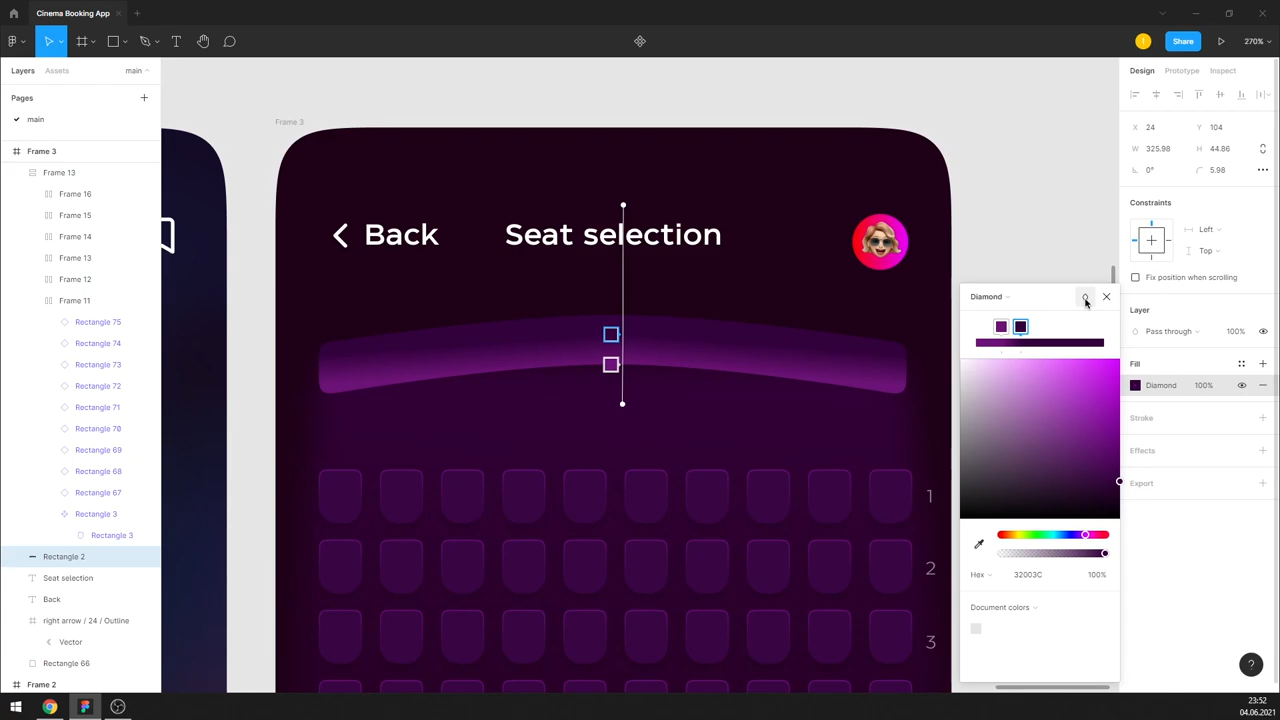 Cinema Booking App
I
Share
270%
Layers
Assets
main
Pages
main
Frame 3
Frame 13
Frame 16
Frame 15
Frame 14
Frame 13
Frame 12
Frame 11
Rectangle 75
Rectangle 74
Rectangle 73
Rectangle 72
Rectangle 71
Rectangle 70
Rectangle 69
Rectangle 68
Rectangle 67
Rectangle 3
Rectangle 3
Rectangle 2
Seat selection
Back
right arrow / 24 / Outline
Vector
Rectangle 66
Frame 2
Frame 3
Back
Seat selection
1
2
3
Diamond
Hex
32003C
100%
Document colors
Design
Prototype
Inspect
X
24
Y
104
W
325.98
H
44.86
0°
5.98
Constraints
Left
Top
Fix position when scrolling
Layer
Pass through
100%
Fill
Diamond
100%
Stroke
Effects
Export
?
23:52
04.06.2021